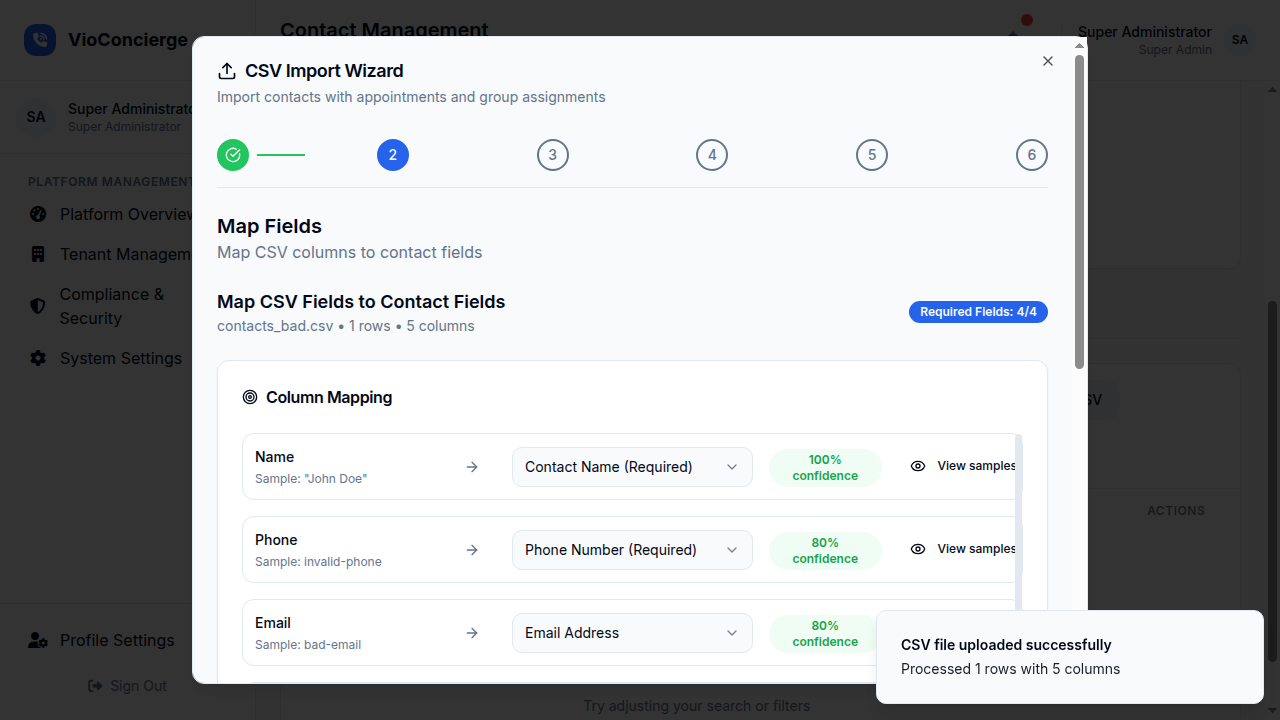 VioConcierge
Contact Management
Super Administrator
Super Admin
SA
SA
Super Administrato
Super Administrator
PLATFORM MANAGEMENT
Platform Overview
Tenant Managem
Compliance &
Security
System Settings
Profile Settings
Sign Out
CSV Import Wizard
Import contacts with appointments and group assignments
2
3
4
5
6
Map Fields
Map CSV columns to contact fields
Map CSV Fields to Contact Fields
contacts_bad.csv • 1 rows • 5 columns
Required Fields: 4/4
Column Mapping
Name
Sample: "John Doe"
Contact Name (Required)
100%
confidence
View samples
Phone
Sample: invalid-phone
Phone Number (Required)
80%
confidence
View samples
Email
Sample: bad-email
Email Address
80%
confidence
SV
ACTIONS
CSV file uploaded successfully
Processed 1 rows with 5 columns
Try adjusting your search or filters